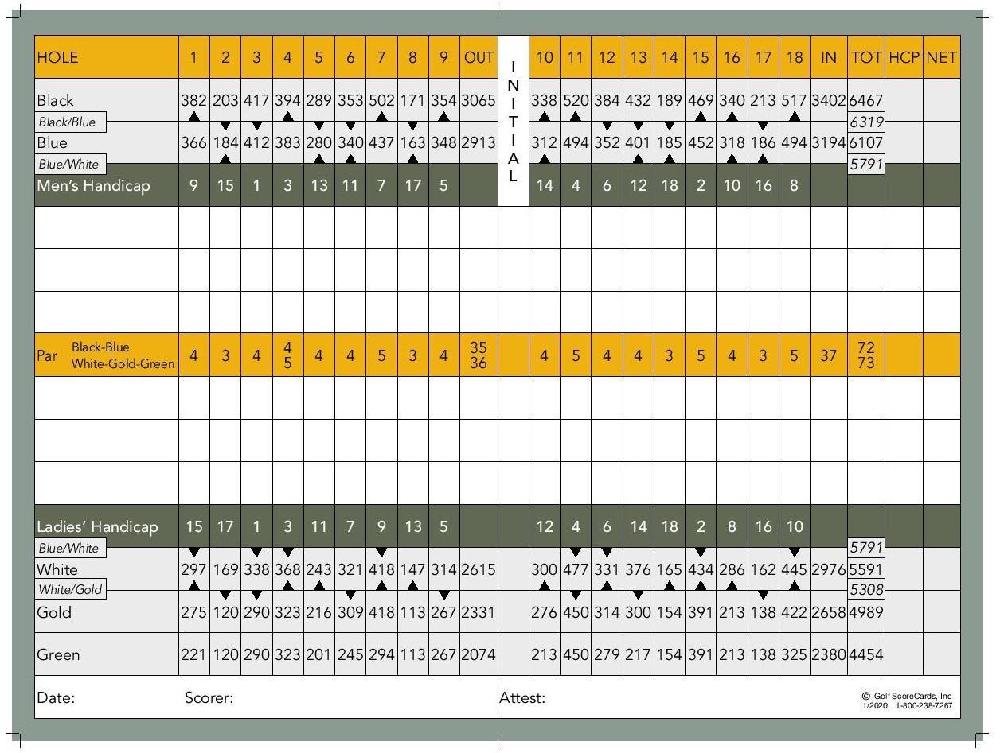 HOLE 1 2 3 4 5 6 7 8 9 OUT INITIAL 10 11 12 13 14 15 16 17 18 IN TOT HCP NET
Black 382 203 417 394 289 353 502 171 354 3065 338 520 384 432 189 469 340 213 517 3402 6467
Black/Blue ▲ ▼ ▼ ▲ ▼ ▼ ▲ ▼ ▲ ▲ ▲ ▼ ▼ ▼ ▲ ▲ ▼ ▲ 6319
Blue 366 184 412 383 280 340 437 163 348 2913 312 494 352 401 185 452 318 186 494 3194 6107
Blue/White ▲ ▲ ▲ ▲ ▲ ▲ ▲ ▲ ▲ 5791
Men's Handicap 9 15 1 3 13 11 7 17 5 14 4 6 12 18 2 10 16 8
Par Black-Blue 4 3 4 4 4 4 5 3 4 35 4 5 4 4 3 5 4 3 5 37 72
White-Gold-Green 5 36 73
Ladies' Handicap 15 17 1 3 11 7 9 13 5 12 4 6 14 18 2 8 16 10
Blue/White ▼ ▼ ▼ ▼ ▼ ▼ ▼ ▼ 5791
White 297 169 338 368 243 321 418 147 314 2615 300 477 331 376 165 434 286 162 445 2976 5591
White/Gold ▲ ▼ ▼ ▲ ▲ ▼ ▲ ▲ ▼ ▲ ▼ ▲ ▼ ▲ ▲ ▲ ▼ ▲ 5308
Gold 275 120 290 323 216 309 418 113 267 2331 276 450 314 300 154 391 213 138 422 2658 4989
Green 221 120 290 323 201 245 294 113 267 2074 213 450 279 217 154 391 213 138 325 2380 4454
Date: Scorer: Attest: © Golf ScoreCards, Inc
1/2020 1-800-238-7267